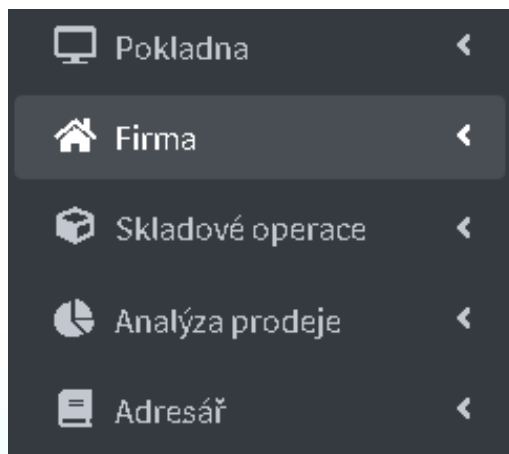 Pokladna
Firma
Skladové operace
Analýza prodeje
Adresář